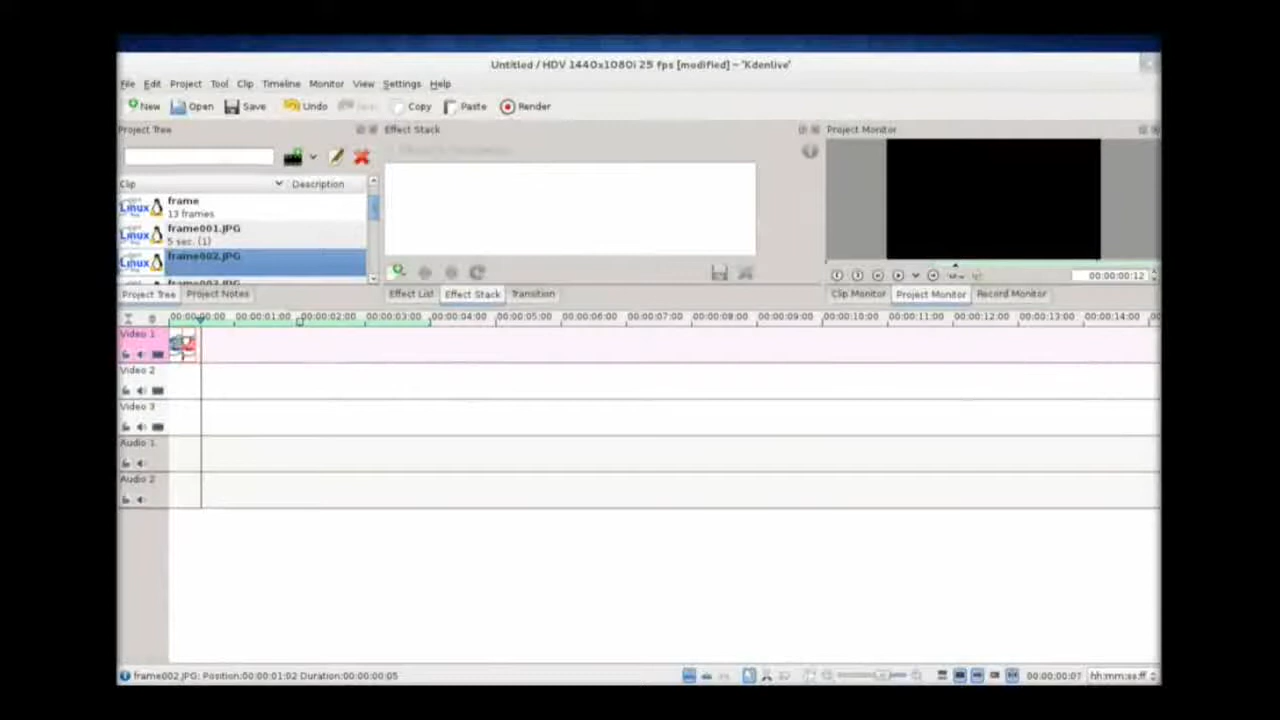 Untitled / HDV 1440x1080i 25 fps [modified] – 'Kdenlive'
File Edit Project Tool Clip Timeline Monitor View Settings Help
New Open Save Undo Copy Paste Render
Project Tree Effect Stack Project Monitor
Clip Description
frame
13 frames
frame001.JPG
5 sec. (1)
frame002.JPG
frame003.JPG
00:00:00:12
Project Tree Project Notes Effect List Effect Stack Transition Clip Monitor Project Monitor Record Monitor
00:00:00:00 00:00:01:00 00:00:02:00 00:00:03:00 00:00:04:00 00:00:05:00 00:00:06:00 00:00:07:00 00:00:08:00 00:00:09:00 00:00:10:00 00:00:11:00 00:00:12:00 00:00:13:00 00:00:14:00
Video 1
Video 2
Video 3
Audio 1
Audio 2
frame002.JPG: Position:00:00:01:02 Duration:00:00:00:05 00:00:00:07 hh:mm:ss:ff